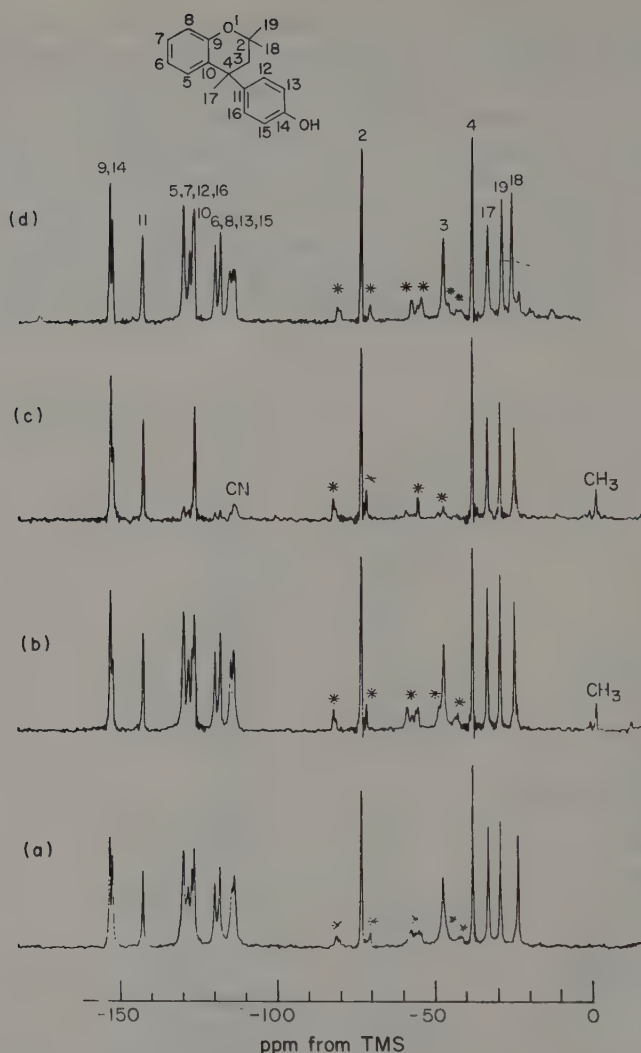 8
O
1
19
7
9
2
18
3
6
10
4
12
5
11
13
17
16
14
OH
15
9,14
11
5,7,12,16
10
6,8,13,15
2
3
4
17
19
18
(d)
* * * * * *
(c)
CN
* * * *
CH3
(b)
* * * * *
CH3
(a)
* * * * *
-150 -100 -50 0
ppm from TMS